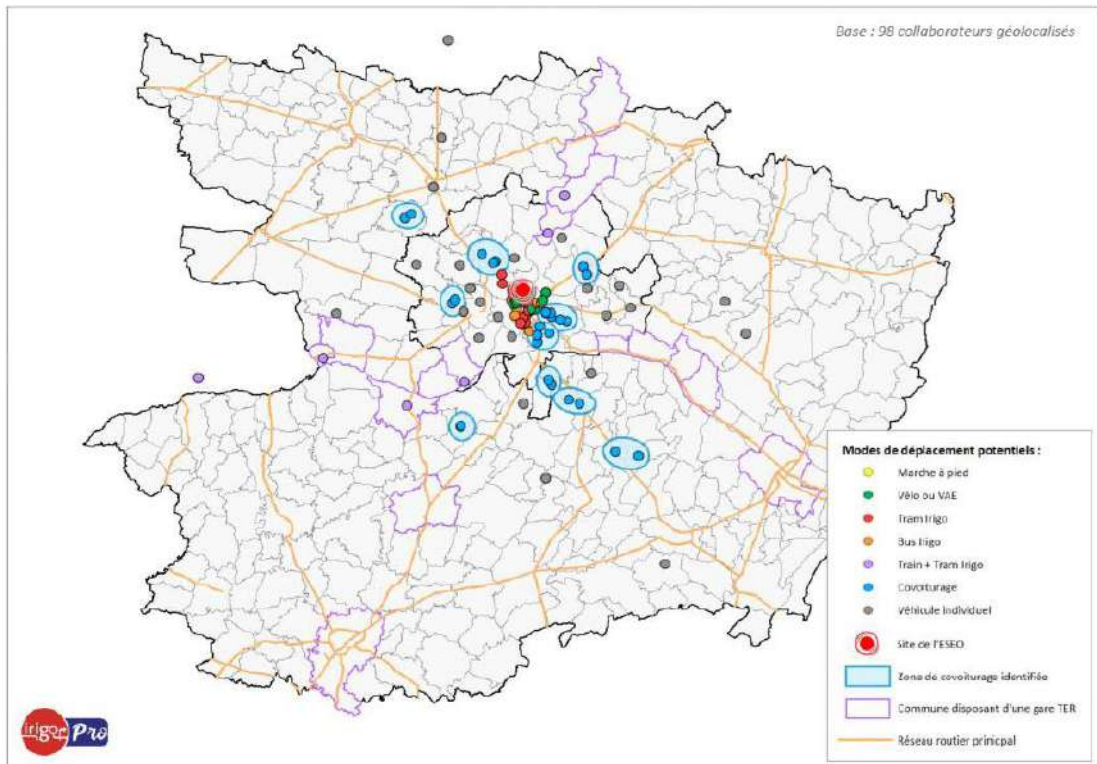 Base : 98 collaborateurs géolocalisés
Modes de déplacement potentiels :
Marche à pied
Vélo ou VAE
Tram Irigo
Bus Irigo
Train + Tram Irigo
Covoiturage
Véhicule individuel
Site de l'ESEO
Zone de covoiturage identifiée
Commune disposant d'une gare TER
Réseau routier prinicpal
irigo Pro